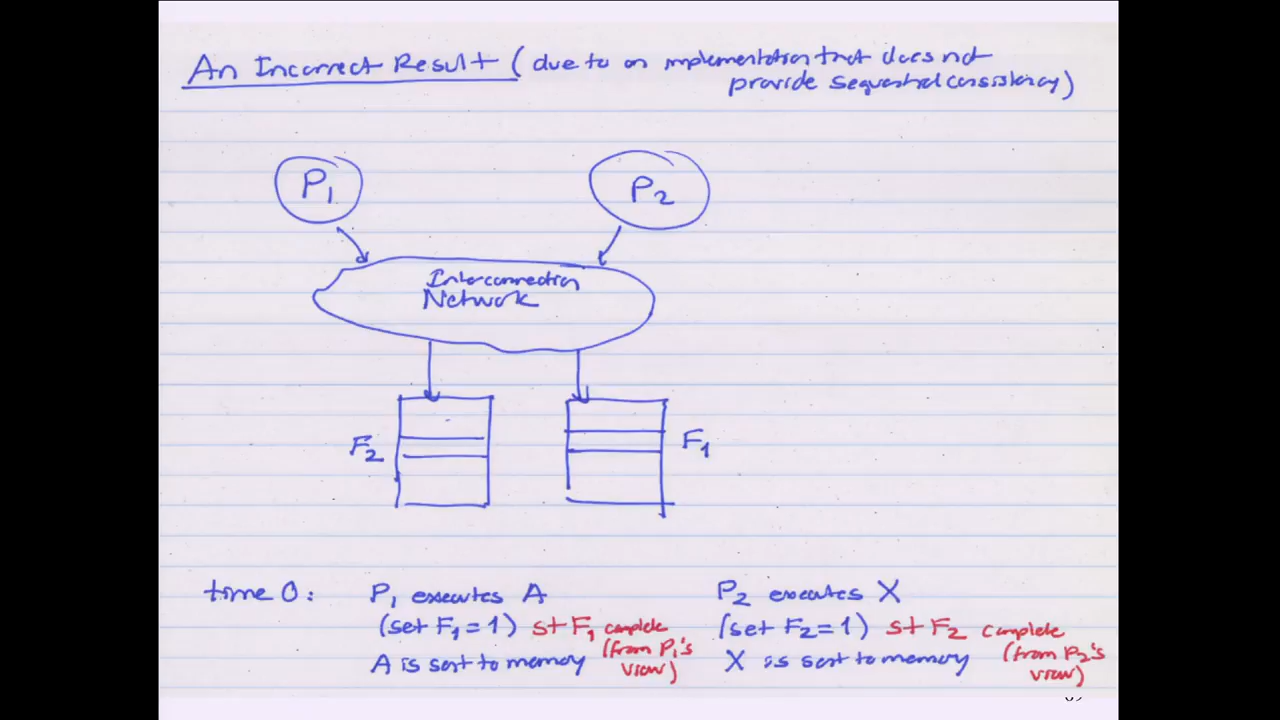 An Incorrect Result (due to an implementation that does not
provide sequential consistency)
P1 P2
Interconnection
Network
F2 F1
time 0: P1 executes A P2 executes X
(set F1=1) st F1 complete (set F2=1) st F2 complete
(from P1's (from P2's
A is sent to memory view) X is sent to memory view)